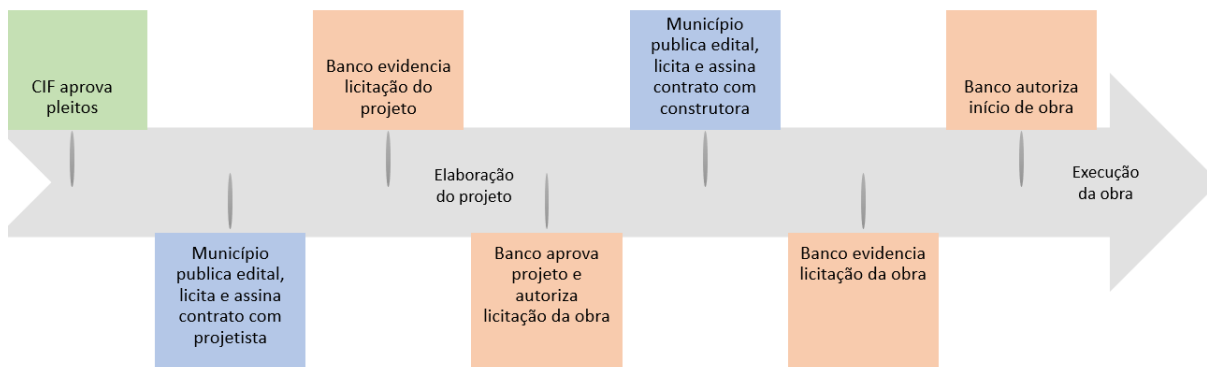 CIF aprova
pleitos
Município
publica edital,
licita e assina
contrato com
projetista
Banco evidencia
licitação do
projeto
Elaboração
do projeto
Banco aprova
projeto e
autoriza
licitação da obra
Município
publica edital,
licita e assina
contrato com
construtora
Banco evidencia
licitação da obra
Banco autoriza
início de obra
Execução
da obra